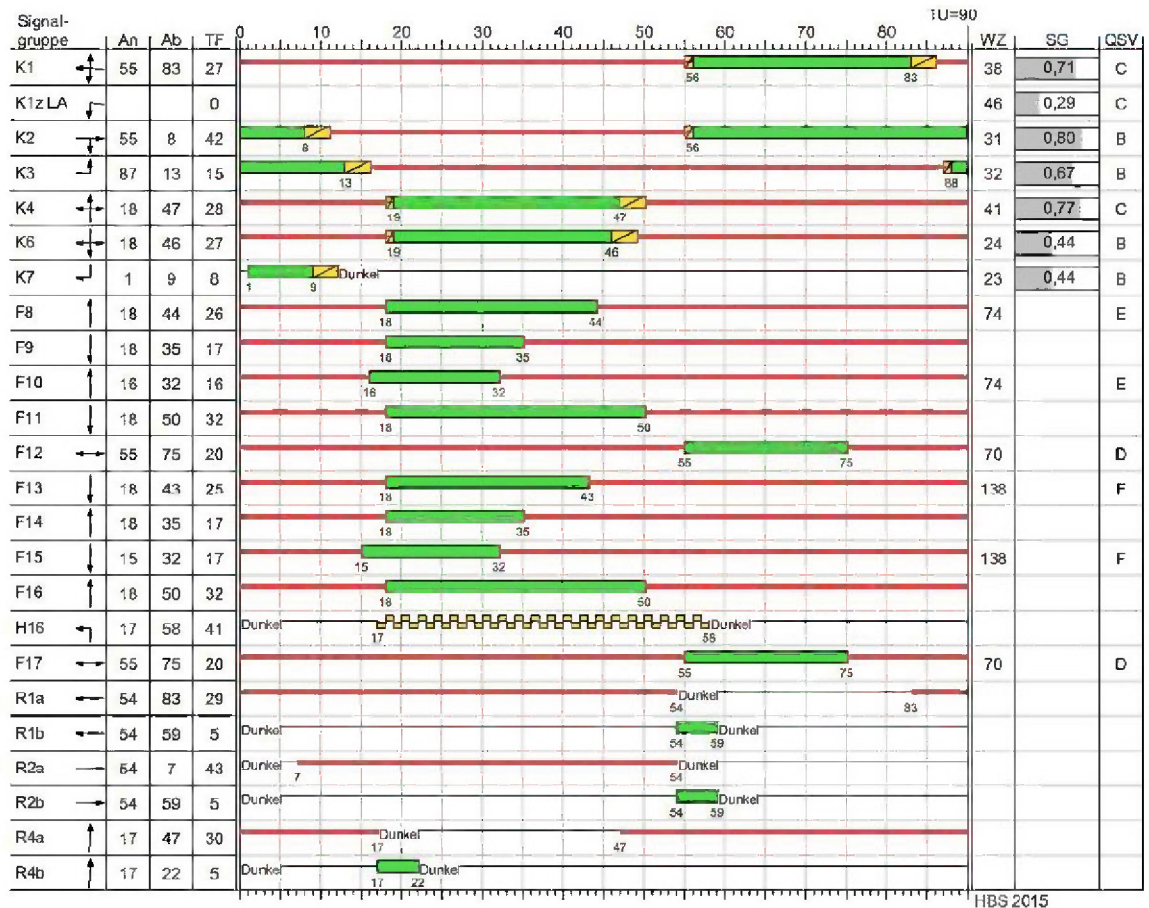 Signal-
gruppe An Ab TF 0 10 20 30 40 50 60 70 80 TU=90 WZ SG QSV
K1 55 83 27 56 83 38 0,71 C
K1z LA 0 46 0,29 C
K2 55 8 42 8 56 31 0,80 B
K3 87 13 15 13 88 32 0,67 B
K4 18 47 28 19 47 41 0,77 C
K6 18 46 27 19 46 24 0,44 B
K7 1 9 8 1 9 Dunkel 23 0,44 B
F8 18 44 26 18 44 74 E
F9 18 35 17 18 35
F10 16 32 16 16 32 74 E
F11 18 50 32 18 50
F12 55 75 20 55 75 70 D
F13 18 43 25 18 43 138 F
F14 18 35 17 18 35
F15 15 32 17 15 32 138 F
F16 18 50 32 18 50
H16 17 58 41 Dunkel 17 58 Dunkel
F17 55 75 20 55 75 70 D
R1a 54 83 29 54 Dunkel 83
R1b 54 59 5 Dunkel 54 59 Dunkel
R2a 54 7 43 Dunkel 7 54 Dunkel
R2b 54 59 5 Dunkel 54 59 Dunkel
R4a 17 47 30 17 Dunkel 47
R4b 17 22 5 Dunkel 17 22 Dunkel
HBS 2015